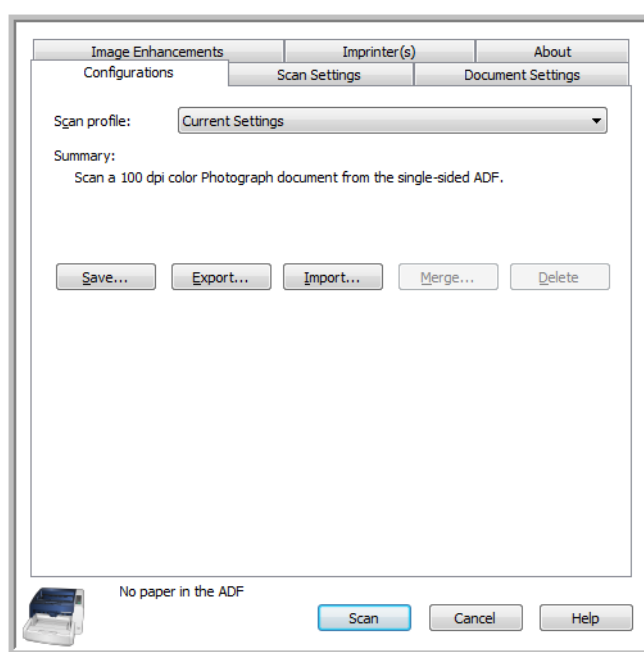 Image Enhancements Imprinter(s) About
Configurations Scan Settings Document Settings
Scan profile: Current Settings
Summary:
Scan a 100 dpi color Photograph document from the single-sided ADF.
Save... Export... Import... Merge... Delete
No paper in the ADF
Scan Cancel Help